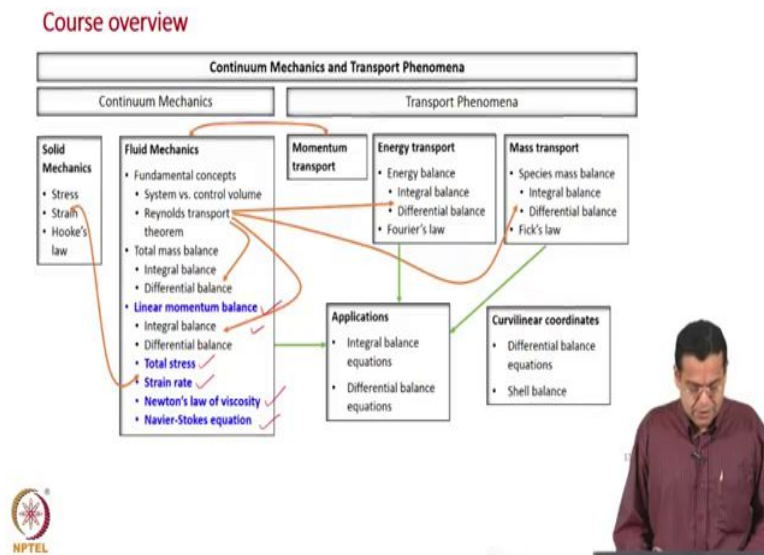 Course overview
Continuum Mechanics and Transport Phenomena
Continuum Mechanics
Transport Phenomena
Solid
Mechanics
• Stress
• Strain
• Hooke's
law
Fluid Mechanics
• Fundamental concepts
• System vs. control volume
• Reynolds transport
theorem
• Total mass balance
• Integral balance
• Differential balance
• Linear momentum balance
• Integral balance
• Differential balance
• Total stress
• Strain rate
• Newton's law of viscosity
• Navier-Stokes equation
Momentum
transport
Energy transport
• Energy balance
• Integral balance
• Differential balance
• Fourier's law
Mass transport
• Species mass balance
• Integral balance
• Differential balance
• Fick's law
Applications
• Integral balance
equations
• Differential balance
equations
Curvilinear coordinates
• Differential balance
equations
• Shell balance
NPTEL